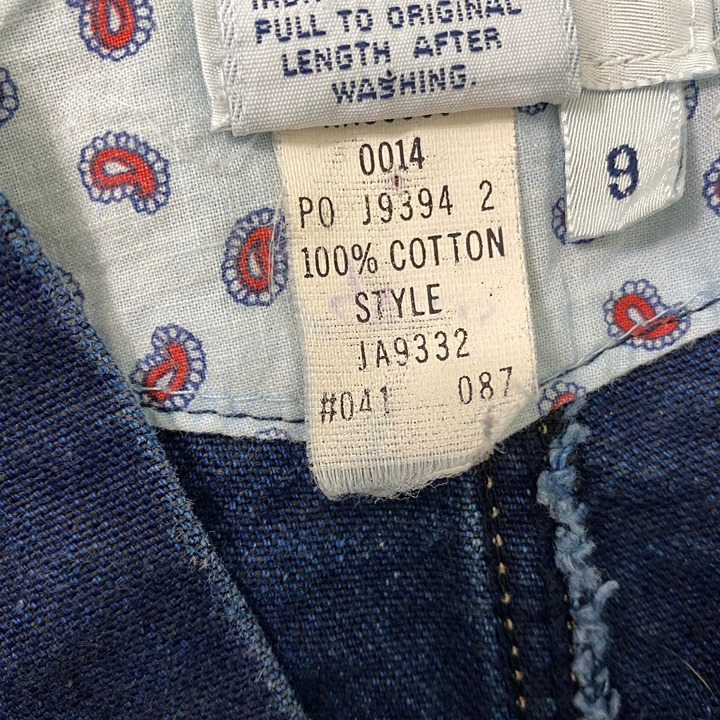 PULL TO ORIGINAL
LENGTH AFTER
WASHING.
9
0014
PO J9394 2
100% COTTON
STYLE
JA9332
#041 087